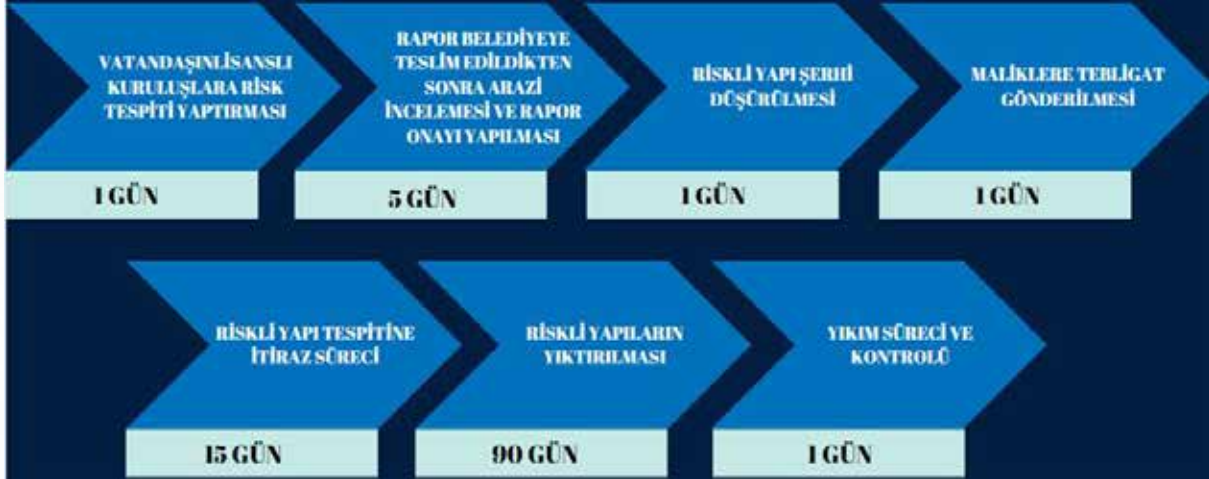 VATANDAŞINLİSANSLI
KURULUŞLARA RİSK
TESPİTİ YAPTIRMASI
1 GÜN
RAPOR BELEDİYEYE
TESLİM EDİLDİKTEN
SONRA ARAZİ
İNCELEMESİ VE RAPOR
ONAYI YAPILMASI
5 GÜN
RİSKLİ YAPI ŞERHİ
DÜŞÜRÜLMESİ
1 GÜN
MALİKLERE TEBLİGAT
GÖNDERİLMESİ
1 GÜN
RİSKLİ YAPI TESPİTİNE
İTİRAZ SÜRECİ
15 GÜN
RİSKLİ YAPILARIN
YIKTIRILMASI
90 GÜN
YIKIM SÜRECİ VE
KONTROLÜ
1 GÜN